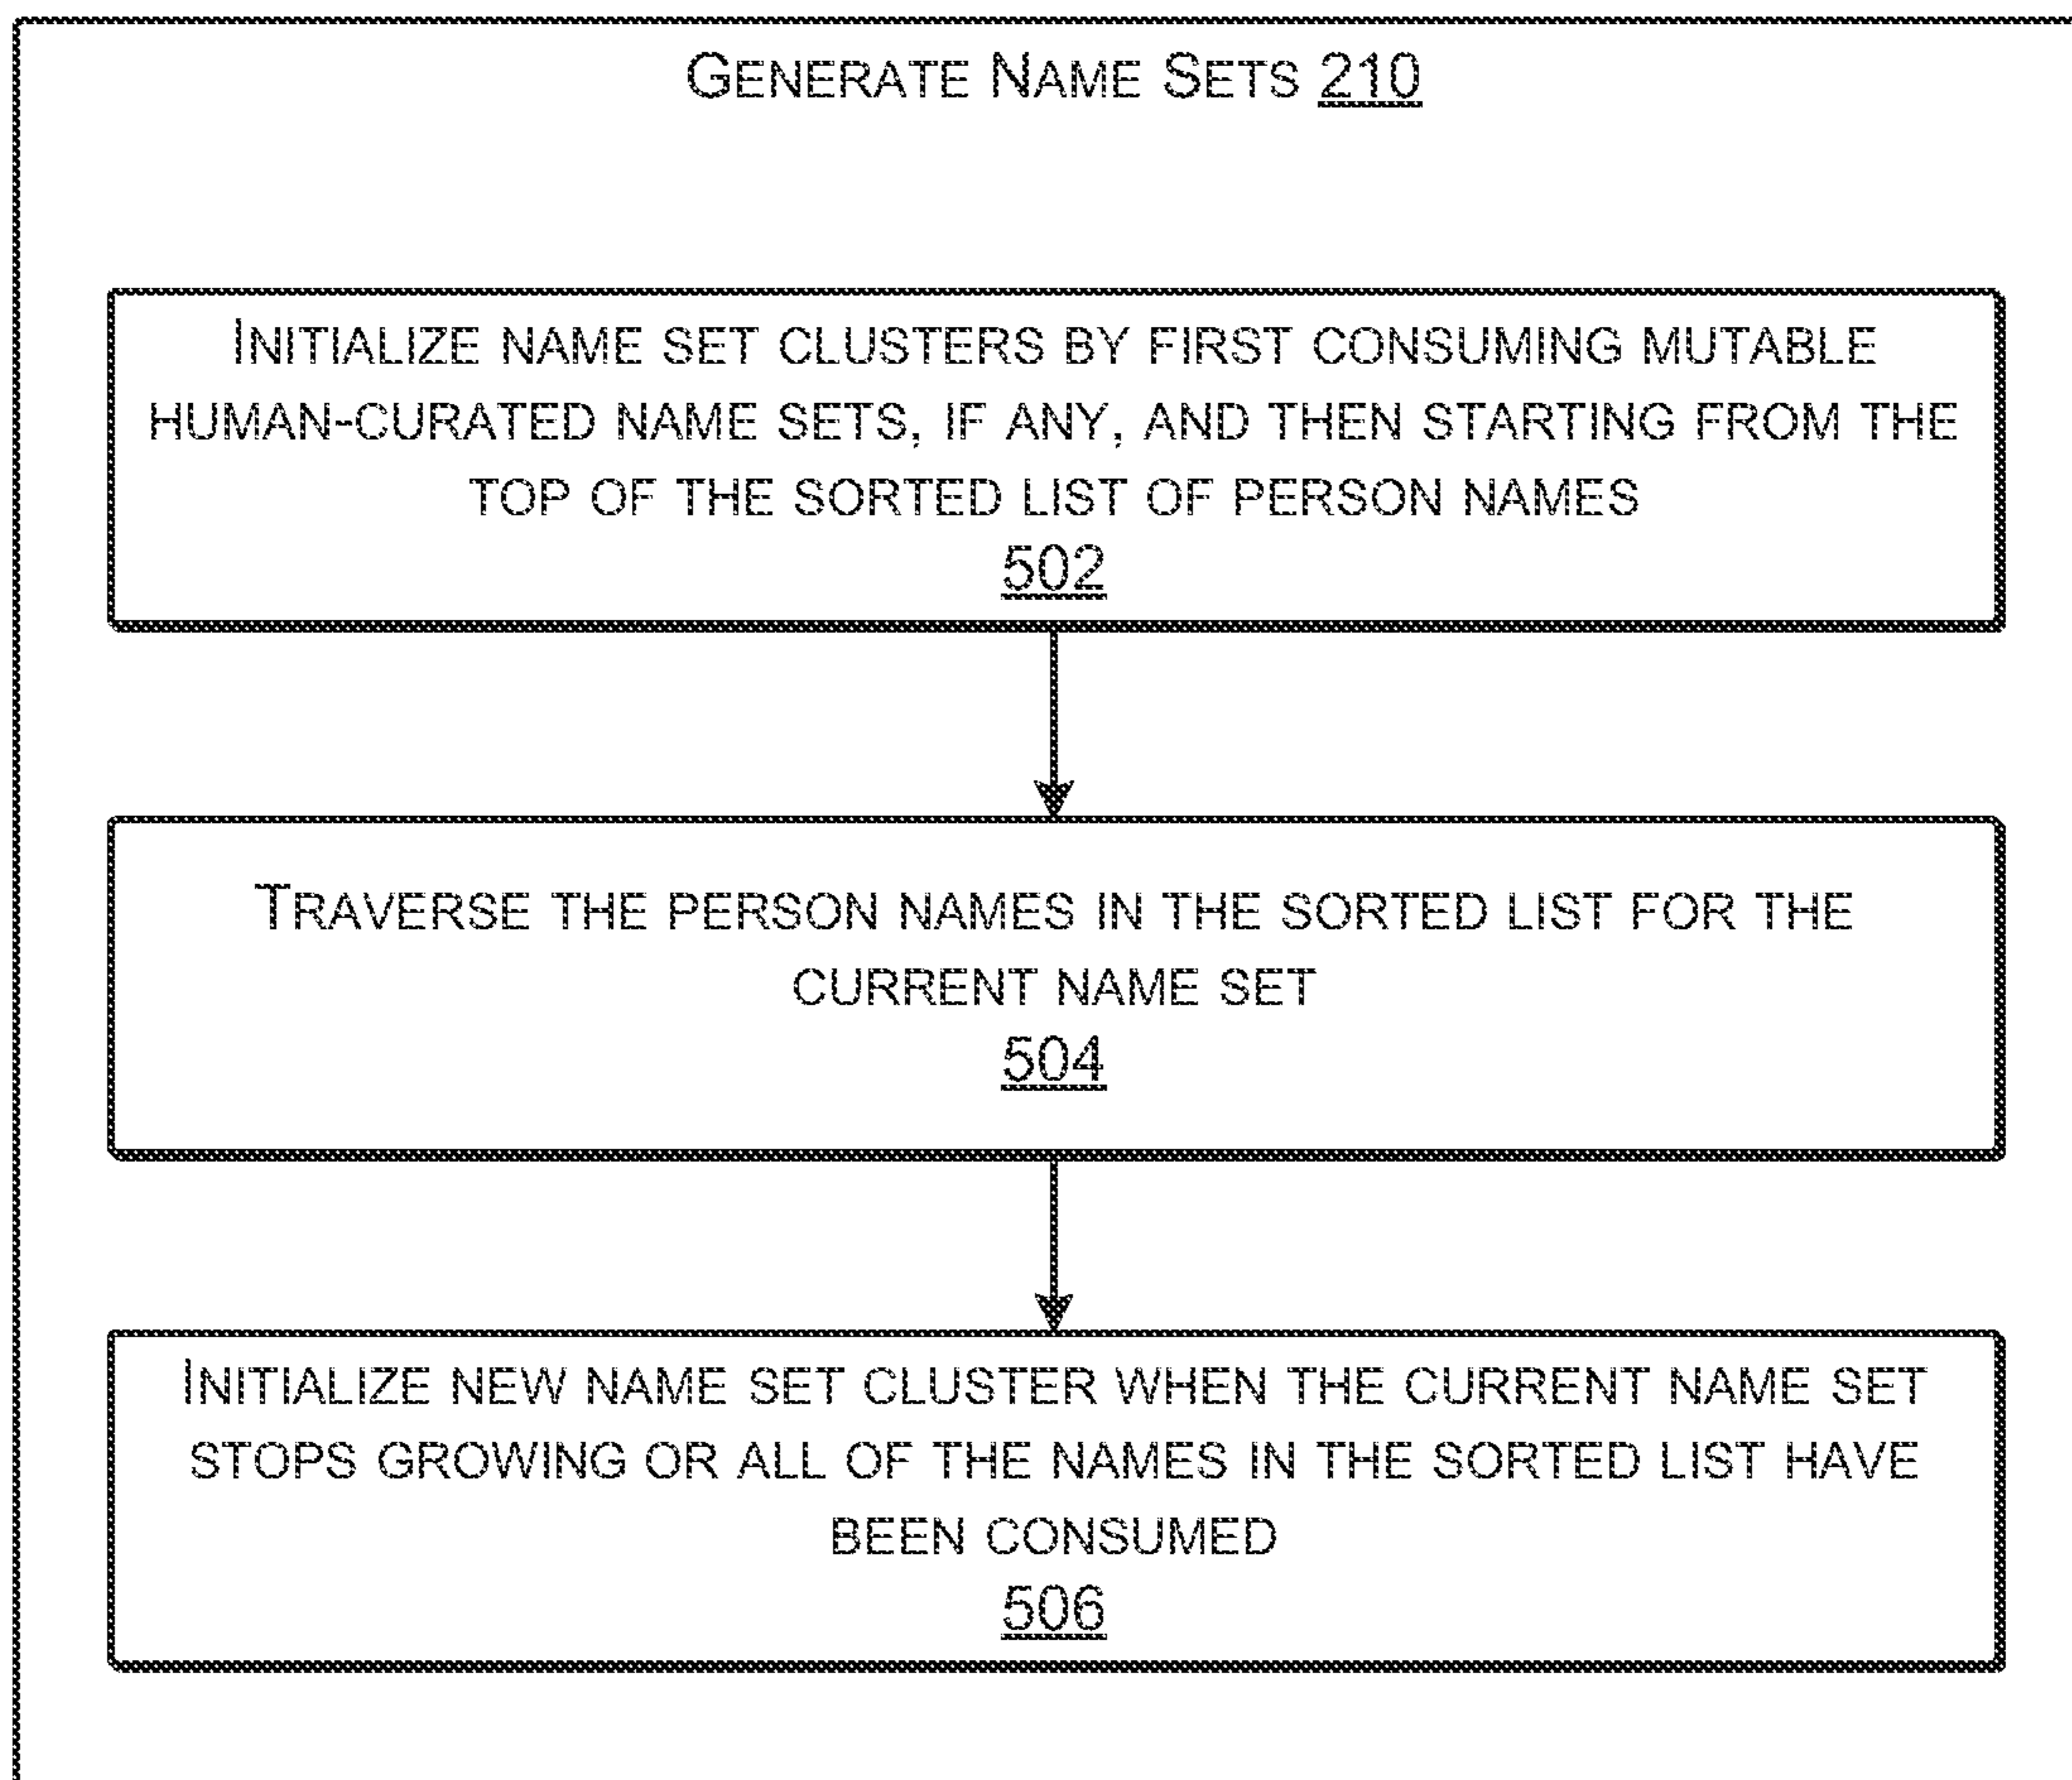 GENERATE NAME SETS 210
INITIALIZE NAME SET CLUSTERS BY FIRST CONSUMING MUTABLE
HUMAN-CURATED NAME SETS, IF ANY, AND THEN STARTING FROM THE
TOP OF THE SORTED LIST OF PERSON NAMES
502
TRAVERSE THE PERSON NAMES IN THE SORTED LIST FOR THE
CURRENT NAME SET
504
INITIALIZE NEW NAME SET CLUSTER WHEN THE CURRENT NAME SET
STOPS GROWING OR ALL OF THE NAMES IN THE SORTED LIST HAVE
BEEN CONSUMED
506